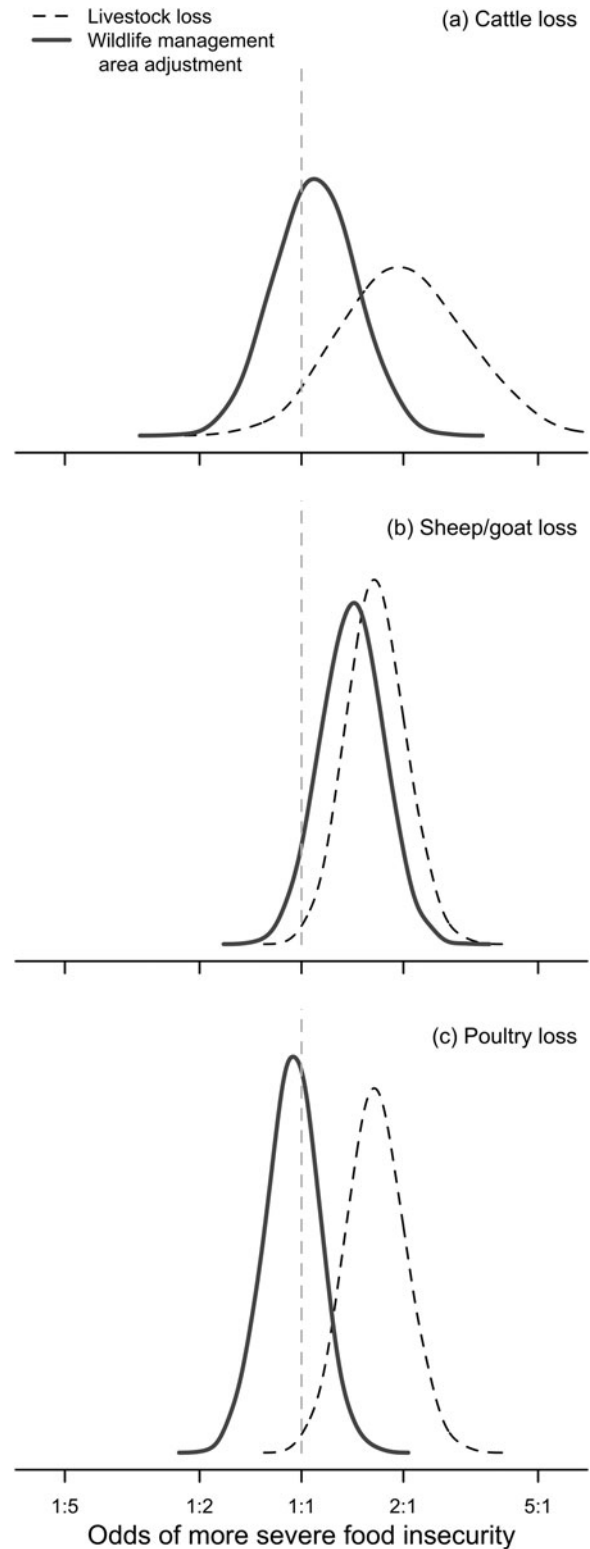 Livestock loss
Wildlife management
area adjustment
(a) Cattle loss
(b) Sheep/goat loss
(c) Poultry loss
1:5 1:2 1:1 2:1 5:1
Odds of more severe food insecurity